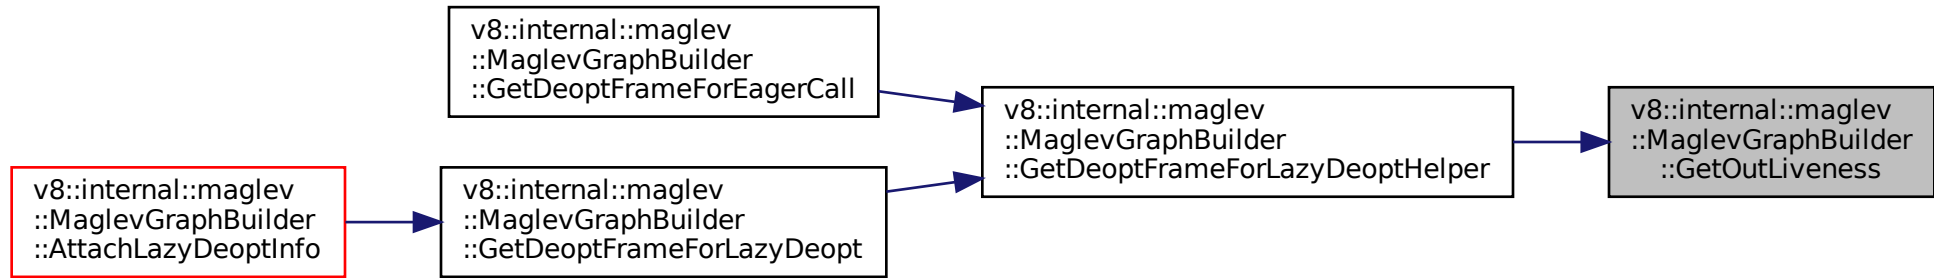 v8::internal::maglev
::MaglevGraphBuilder
::GetDeoptFrameForEagerCall
v8::internal::maglev
::MaglevGraphBuilder
::AttachLazyDeoptInfo
v8::internal::maglev
::MaglevGraphBuilder
::GetDeoptFrameForLazyDeopt
v8::internal::maglev
::MaglevGraphBuilder
::GetDeoptFrameForLazyDeoptHelper
v8::internal::maglev
::MaglevGraphBuilder
::GetOutLiveness